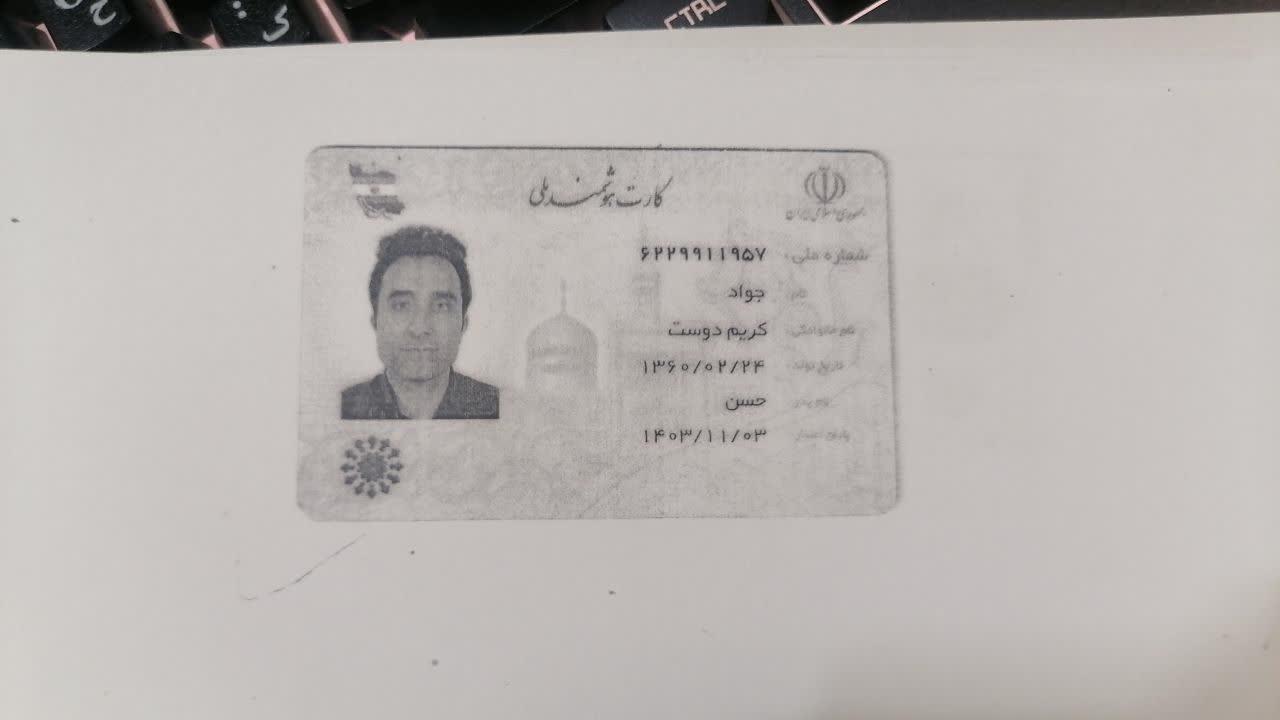 CTRL
کارت هوشمند ملی
جمهوری اسلامی ایران
شماره ملی: ۶۲۲۹۹۱۱۹۵۷
نام: جواد
نام خانوادگی: کریم دوست
تاریخ تولد: ۱۳۶۰/۰۲/۲۴
نام پدر: حسن
پایان اعتبار: ۱۴۰۳/۱۱/۰۳